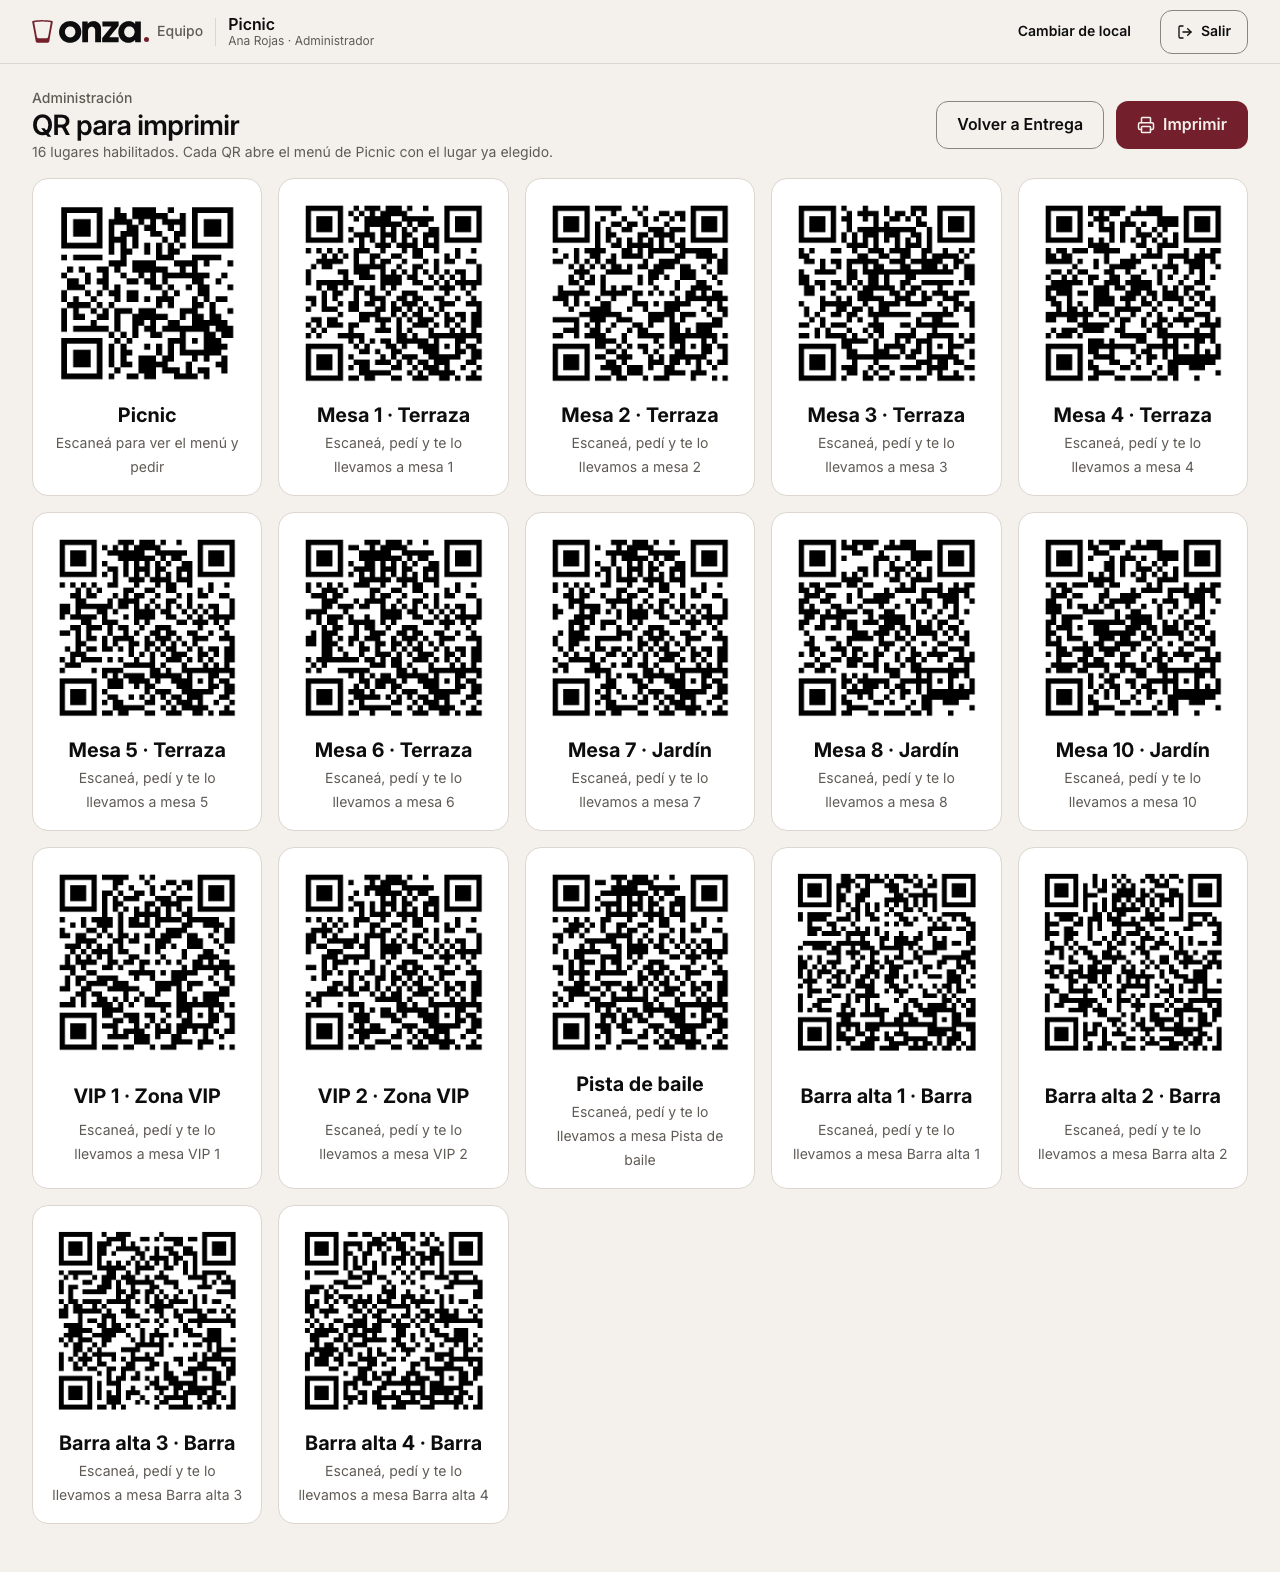 onza. Equipo
Picnic
Ana Rojas · Administrador
Cambiar de local
Salir
Administración
QR para imprimir
16 lugares habilitados. Cada QR abre el menú de Picnic con el lugar ya elegido.
Volver a Entrega
Imprimir
Picnic
Escaneá para ver el menú y
pedir
Mesa 1 · Terraza
Escaneá, pedí y te lo
llevamos a mesa 1
Mesa 2 · Terraza
Escaneá, pedí y te lo
llevamos a mesa 2
Mesa 3 · Terraza
Escaneá, pedí y te lo
llevamos a mesa 3
Mesa 4 · Terraza
Escaneá, pedí y te lo
llevamos a mesa 4
Mesa 5 · Terraza
Escaneá, pedí y te lo
llevamos a mesa 5
Mesa 6 · Terraza
Escaneá, pedí y te lo
llevamos a mesa 6
Mesa 7 · Jardín
Escaneá, pedí y te lo
llevamos a mesa 7
Mesa 8 · Jardín
Escaneá, pedí y te lo
llevamos a mesa 8
Mesa 10 · Jardín
Escaneá, pedí y te lo
llevamos a mesa 10
VIP 1 · Zona VIP
Escaneá, pedí y te lo
llevamos a mesa VIP 1
VIP 2 · Zona VIP
Escaneá, pedí y te lo
llevamos a mesa VIP 2
Pista de baile
Escaneá, pedí y te lo
llevamos a mesa Pista de
baile
Barra alta 1 · Barra
Escaneá, pedí y te lo
llevamos a mesa Barra alta 1
Barra alta 2 · Barra
Escaneá, pedí y te lo
llevamos a mesa Barra alta 2
Barra alta 3 · Barra
Escaneá, pedí y te lo
llevamos a mesa Barra alta 3
Barra alta 4 · Barra
Escaneá, pedí y te lo
llevamos a mesa Barra alta 4